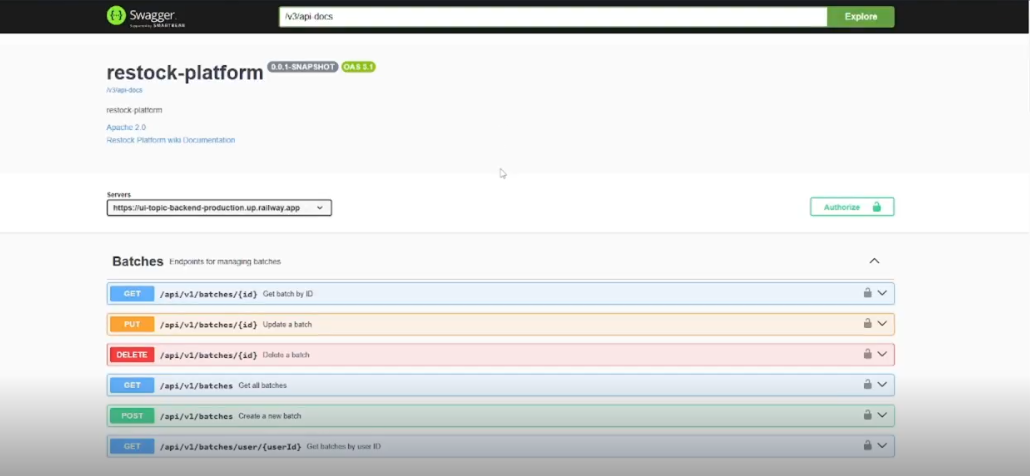 Swagger.
Supported by SMARTBEAR
/v3/api-docs
Explore
restock-platform 0.0.1-SNAPSHOT OAS 3.1
/v3/api-docs
restock-platform
Apache 2.0
Restock Platform wiki Documentation
Servers
https://ui-topic-backend-production.up.railway.app
Authorize
Batches Endpoints for managing batches
GET /api/v1/batches/{id} Get batch by ID
PUT /api/v1/batches/{id} Update a batch
DELETE /api/v1/batches/{id} Delete a batch
GET /api/v1/batches Get all batches
POST /api/v1/batches Create a new batch
GET /api/v1/batches/user/{userId} Get batches by user ID